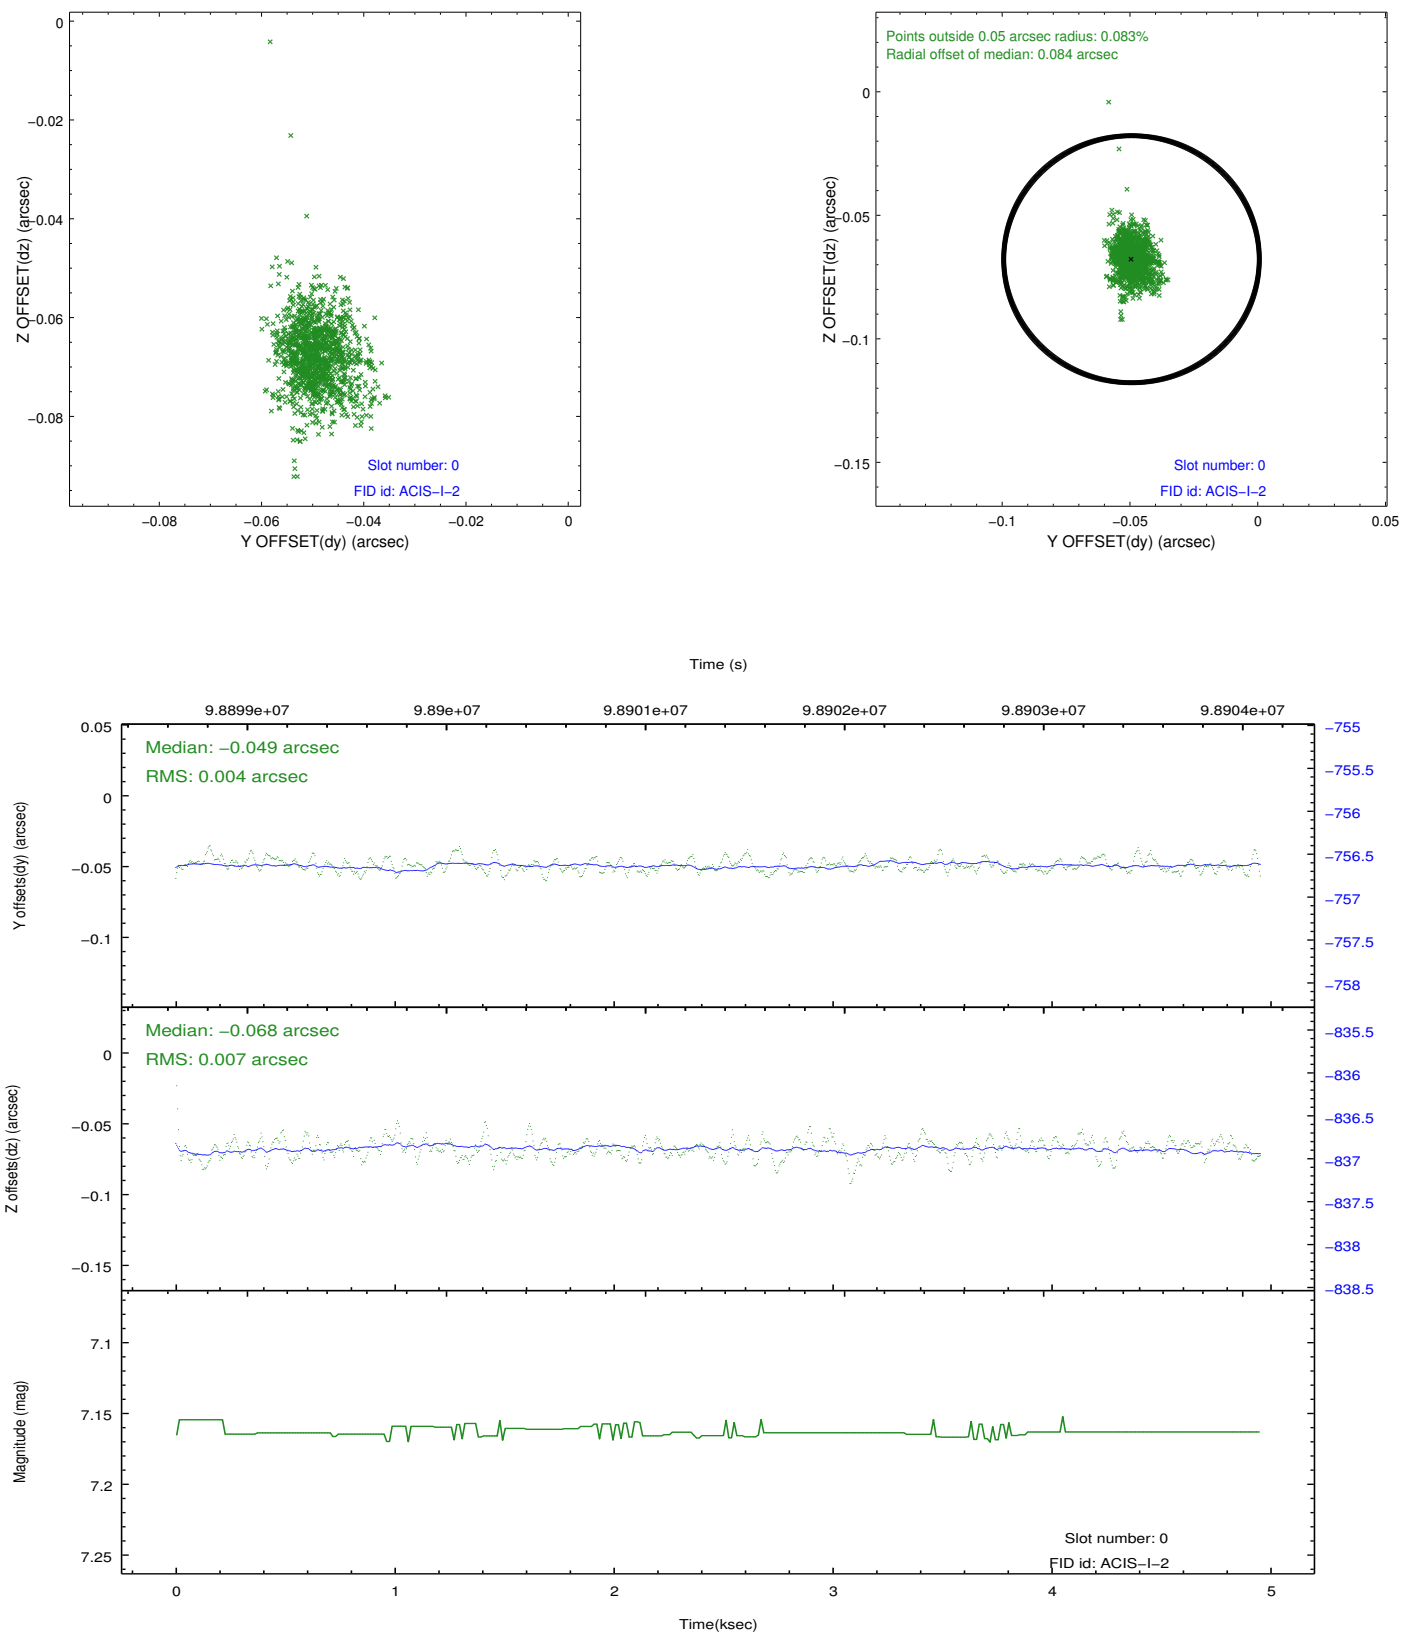 0
−0.02
−0.04
−0.06
−0.08
Z OFFSET(dz) (arcsec)
Slot number: 0
FID id: ACIS−I−2
−0.08
−0.06
−0.04
−0.02
0
Y OFFSET(dy) (arcsec)
Points outside 0.05 arcsec radius: 0.083%
Radial offset of median: 0.084 arcsec
0
−0.05
−0.1
−0.15
Z OFFSET(dz) (arcsec)
Slot number: 0
FID id: ACIS−I−2
−0.1
−0.05
0
0.05
Y OFFSET(dy) (arcsec)
Time (s)
9.8899e+07
9.89e+07
9.8901e+07
9.8902e+07
9.8903e+07
9.8904e+07
Median: −0.049 arcsec
RMS: 0.004 arcsec
0.05
0
−0.05
−0.1
Y offsets(dy) (arcsec)
−755
−755.5
−756
−756.5
−757
−757.5
−758
Median: −0.068 arcsec
RMS: 0.007 arcsec
0
−0.05
−0.1
−0.15
Z offsets(dz) (arcsec)
−835.5
−836
−836.5
−837
−837.5
−838
−838.5
7.1
7.15
7.2
7.25
Magnitude (mag)
Slot number: 0
FID id: ACIS−I−2
0
1
2
3
4
5
Time(ksec)